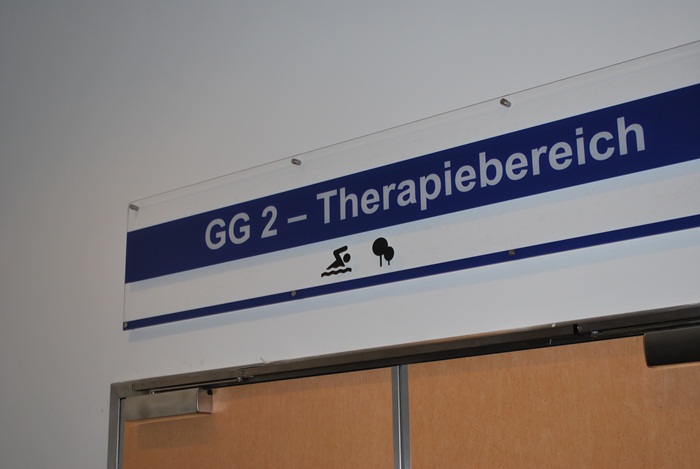 GG 2 – Therapiebereich